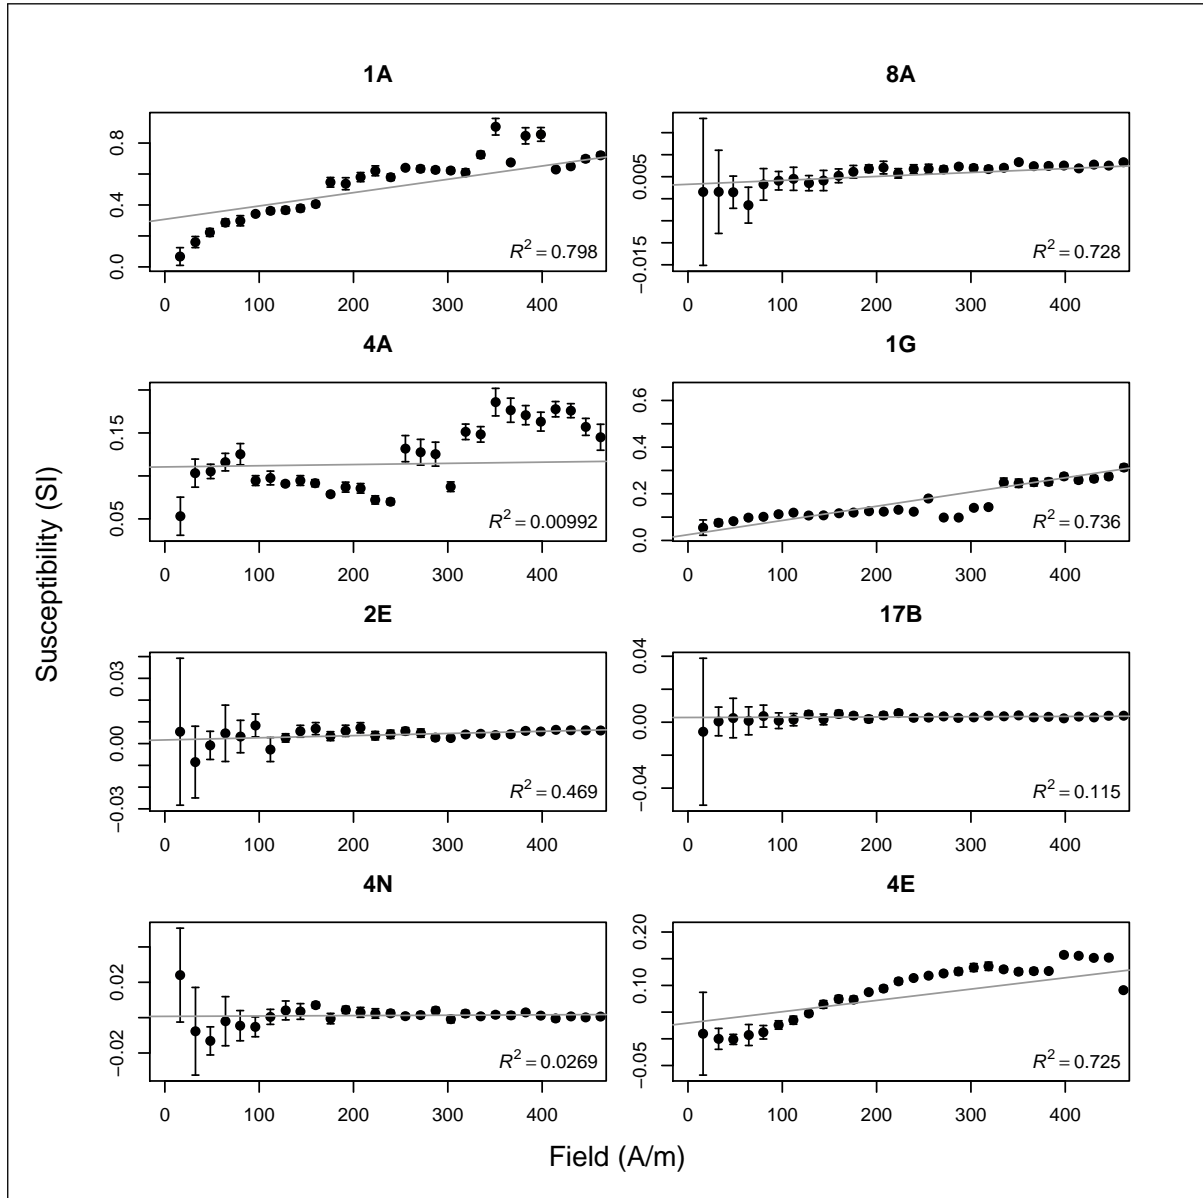 1A
0.0 0.4 0.8
R² = 0.798
0 100 200 300 400
8A
−0.015 0.005
R² = 0.728
0 100 200 300 400
4A
0.05 0.15
R² = 0.00992
0 100 200 300 400
1G
0.0 0.2 0.4 0.6
R² = 0.736
0 100 200 300 400
2E
−0.03 0.00 0.03
R² = 0.469
0 100 200 300 400
17B
−0.04 0.00 0.04
R² = 0.115
0 100 200 300 400
4N
−0.02 0.02
R² = 0.0269
0 100 200 300 400
4E
−0.05 0.10 0.20
R² = 0.725
0 100 200 300 400
Susceptibility (SI)
Field (A/m)